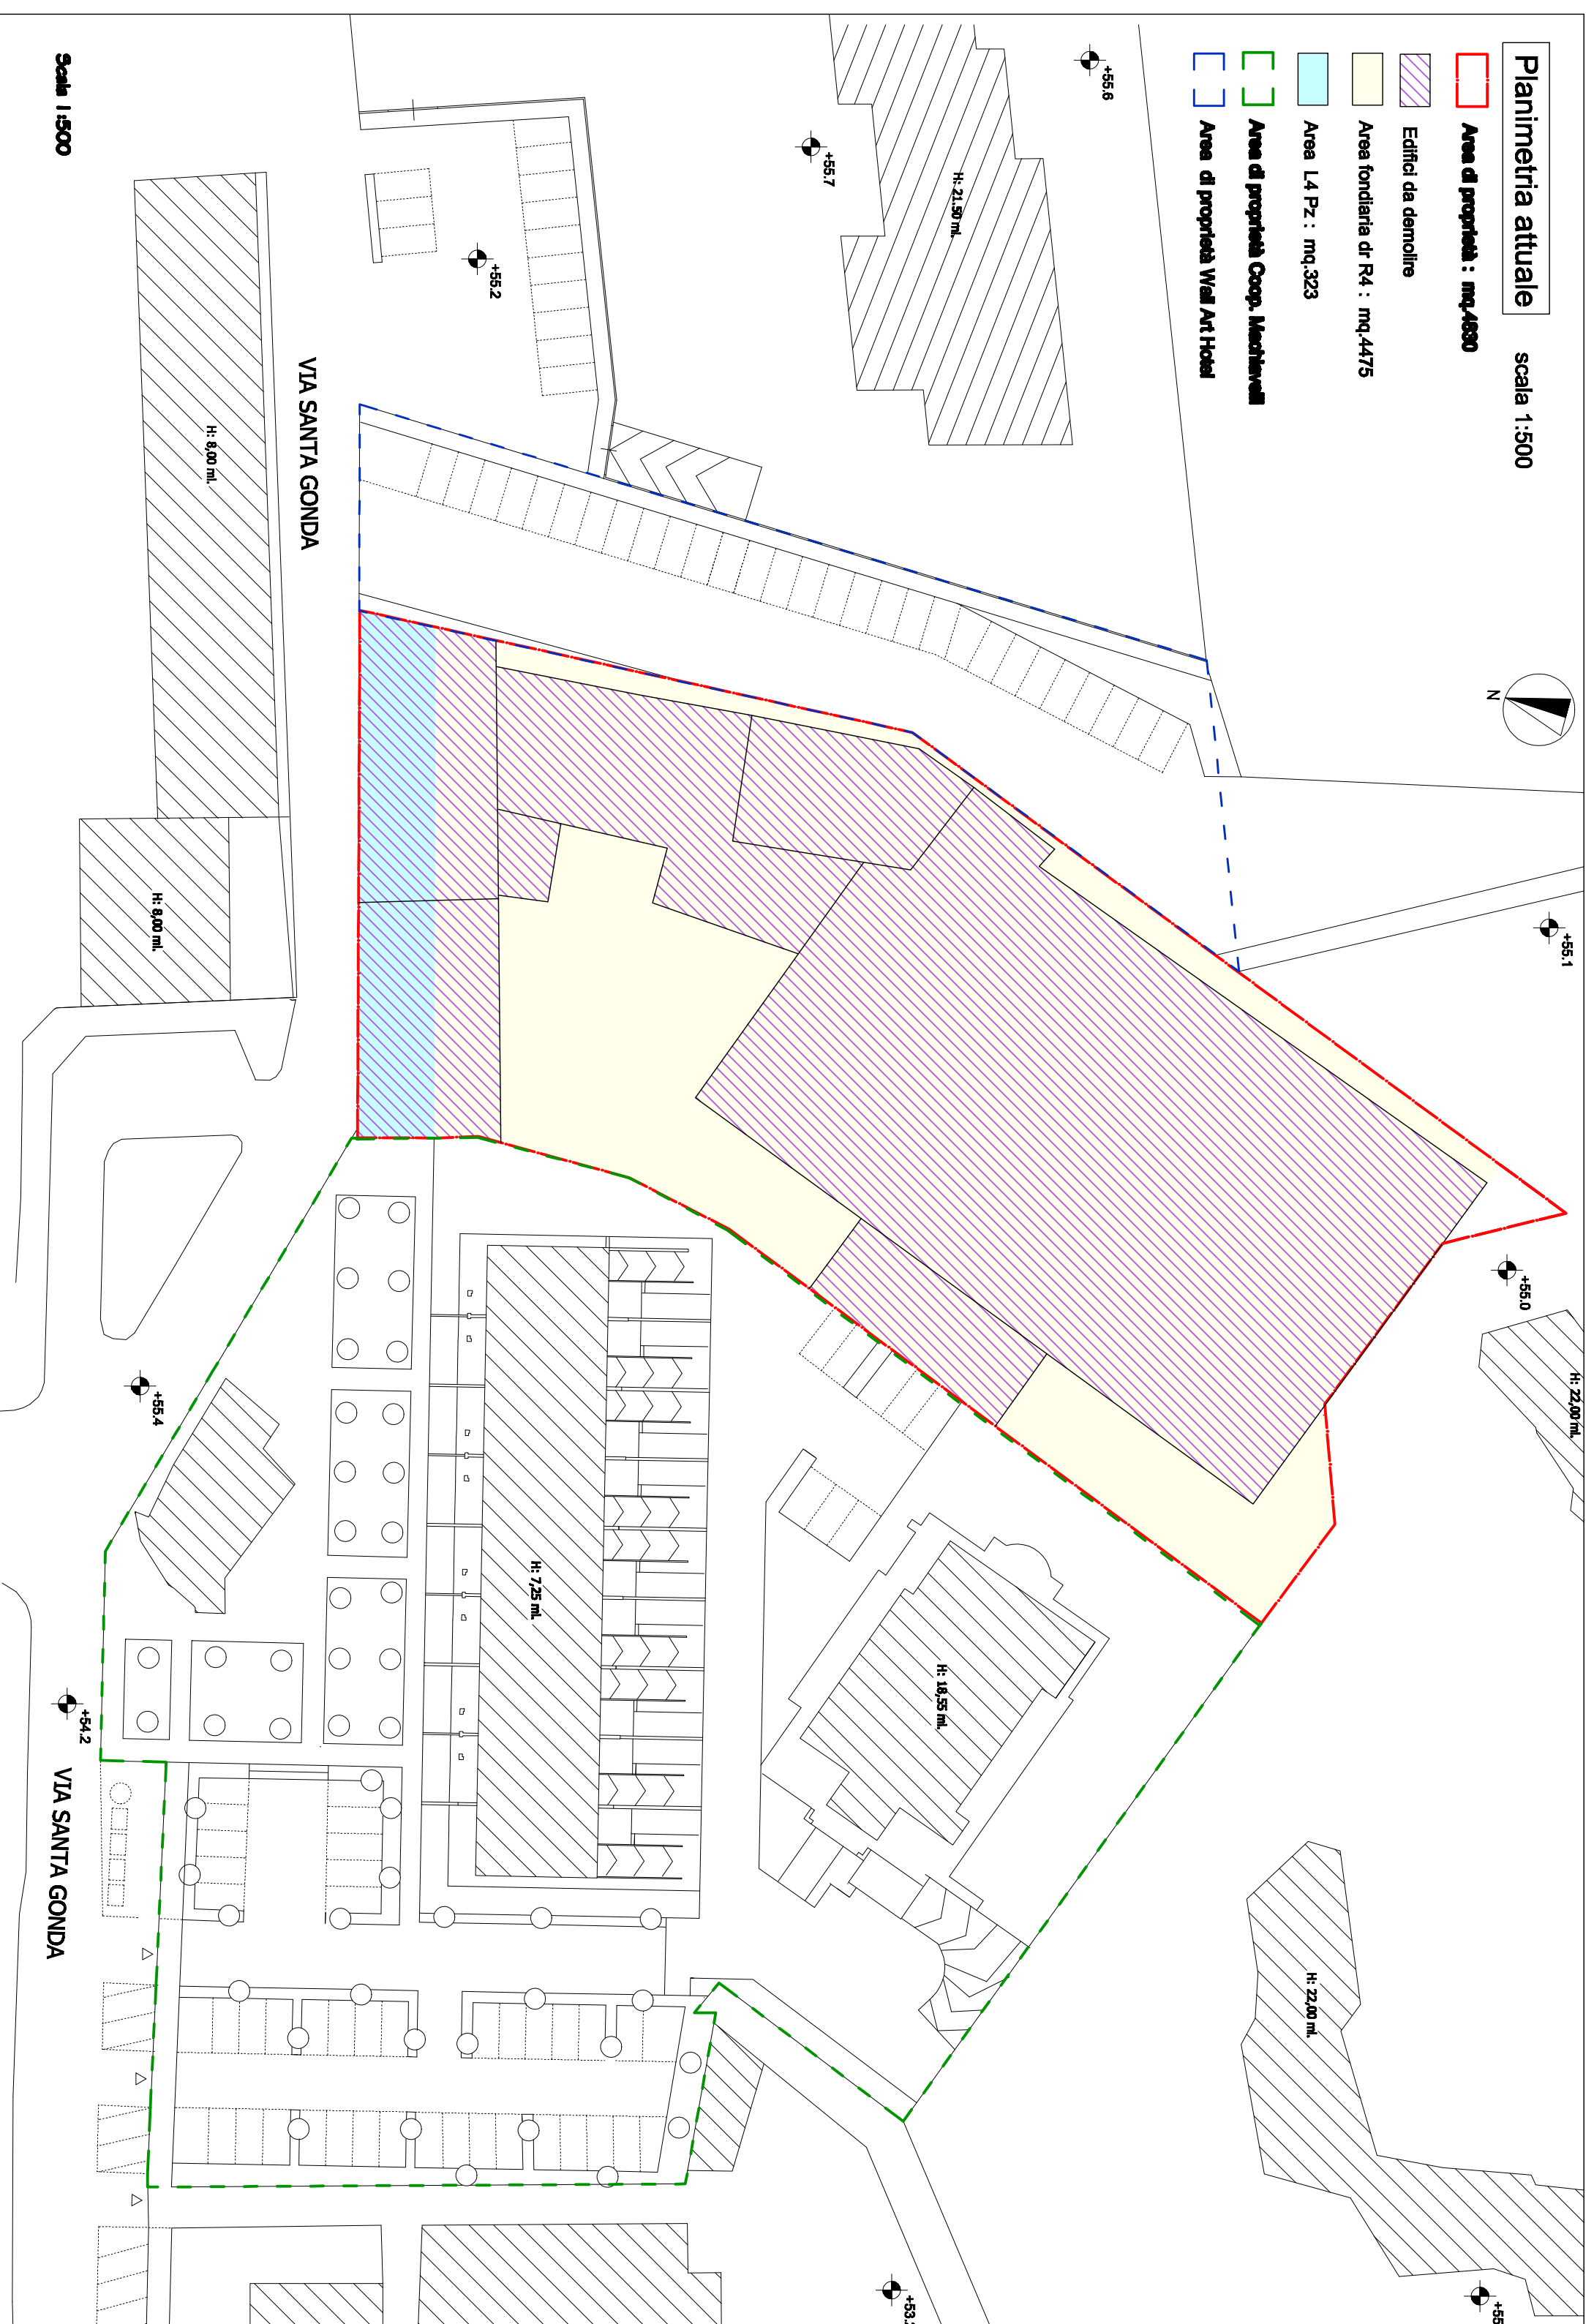 Planimetria attuale
scala 1:500
Area di proprietà : mq.4830
Edifici da demolire
Area fondiaria dr R4 : mq.4475
Area L4 Pz : mq.323
Area di proprietà Coop. Machiavelli
Area di proprietà Wall Art Hotel
N
+55.6
+55.7
H: 21.50 ml.
+55.2
+55.1
+55.0
H: 22,00 ml.
VIA SANTA GONDA
H: 8,00 ml.
H: 8,00 ml.
+55.4
H: 7,25 ml.
H: 18,55 ml.
H: 22,00 ml.
+54.2
VIA SANTA GONDA
+53.
+55
Scala 1:500